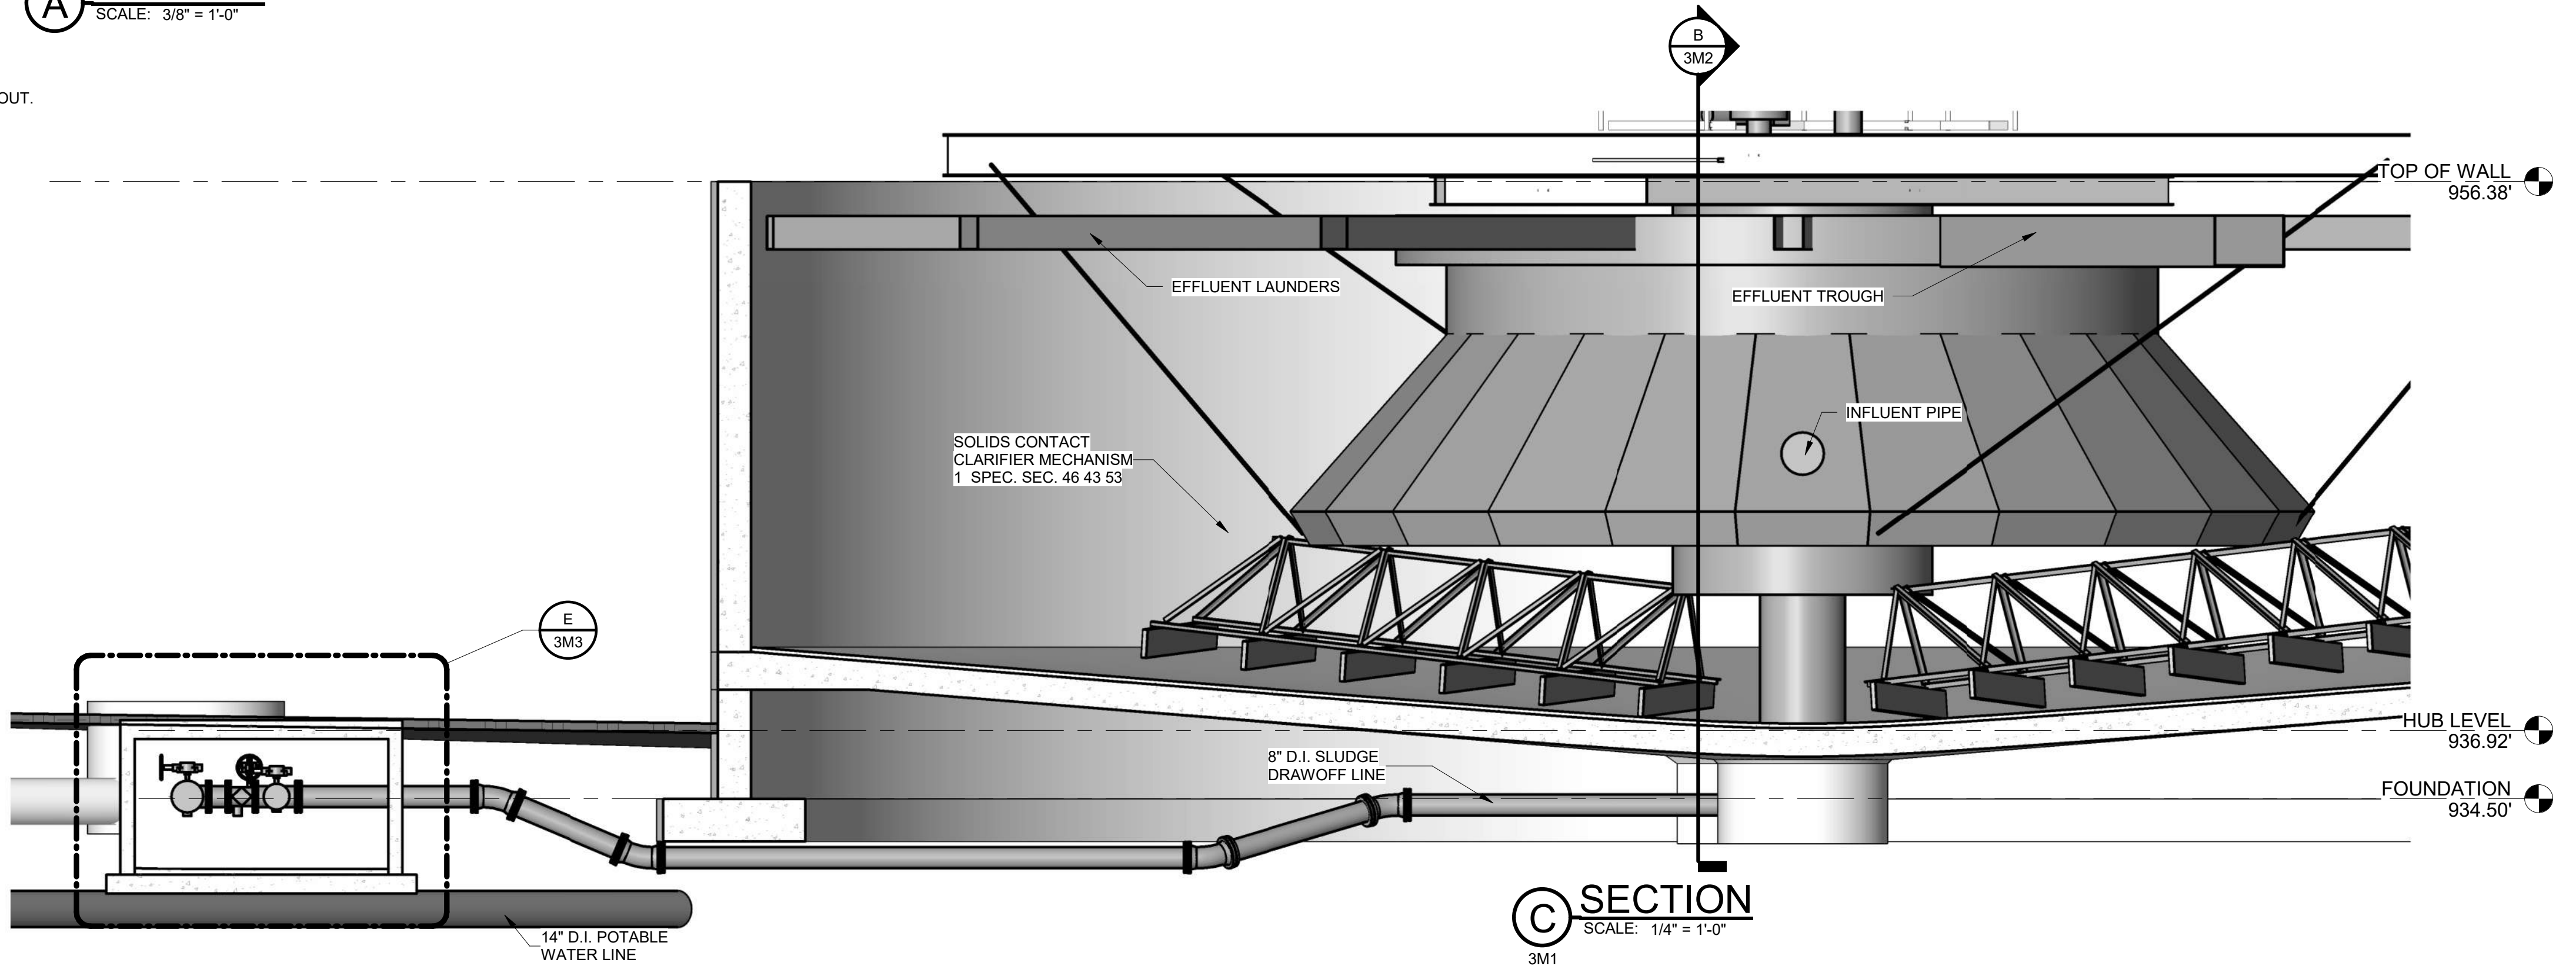 A
SCALE: 3/8" = 1'-0"
OUT.
B
3M2
TOP OF WALL
956.38'
EFFLUENT LAUNDERS
EFFLUENT TROUGH
INFLUENT PIPE
SOLIDS CONTACT
CLARIFIER MECHANISM
1 SPEC. SEC. 46 43 53
E
3M3
HUB LEVEL
936.92'
8" D.I. SLUDGE
DRAWOFF LINE
FOUNDATION
934.50'
14" D.I. POTABLE
WATER LINE
C
SECTION
SCALE: 1/4" = 1'-0"
3M1